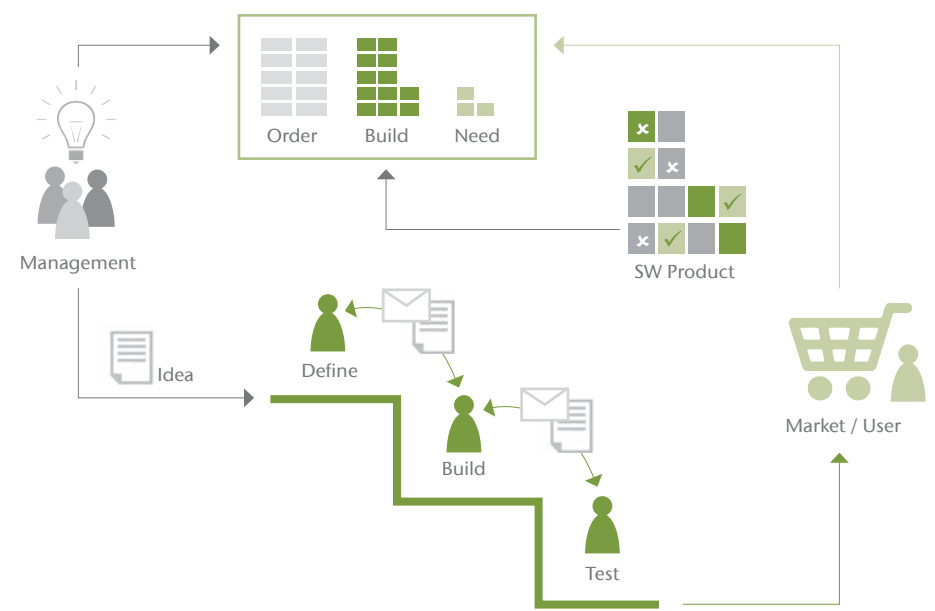 Order
Build
Need
Management
SW Product
Idea
Define
Market / User
Build
Test